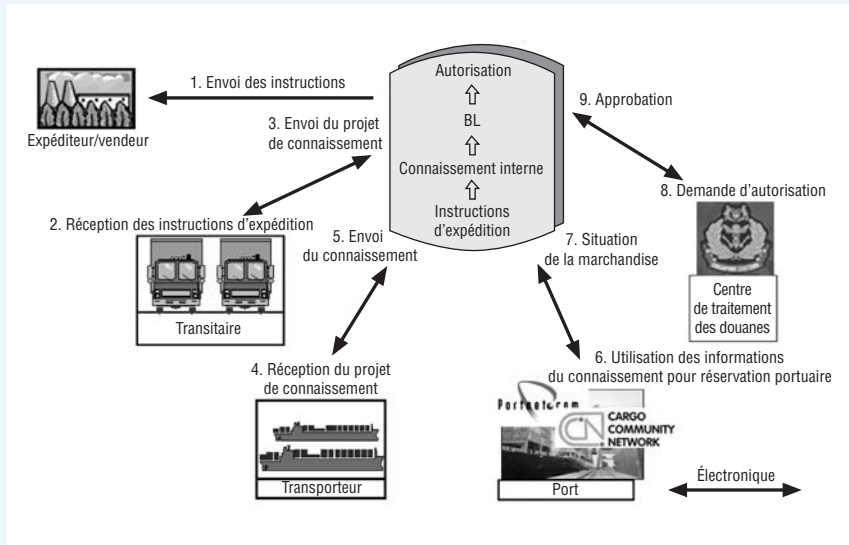 1. Envoi des instructions
Expéditeur/vendeur
3. Envoi du projet
de connaissement
2. Réception des instructions d'expédition
Transitaire
5. Envoi
du connaissement
4. Réception du projet
de connaissement
Transporteur
Autorisation
BL
Connaissement interne
Instructions
d'expédition
9. Approbation
8. Demande d'autorisation
Centre
de traitement
des douanes
7. Situation
de la marchandise
6. Utilisation des informations
du connaissement pour réservation portuaire
Portnet.com
CARGO
COMMUNITY
NETWORK
Port
Électronique